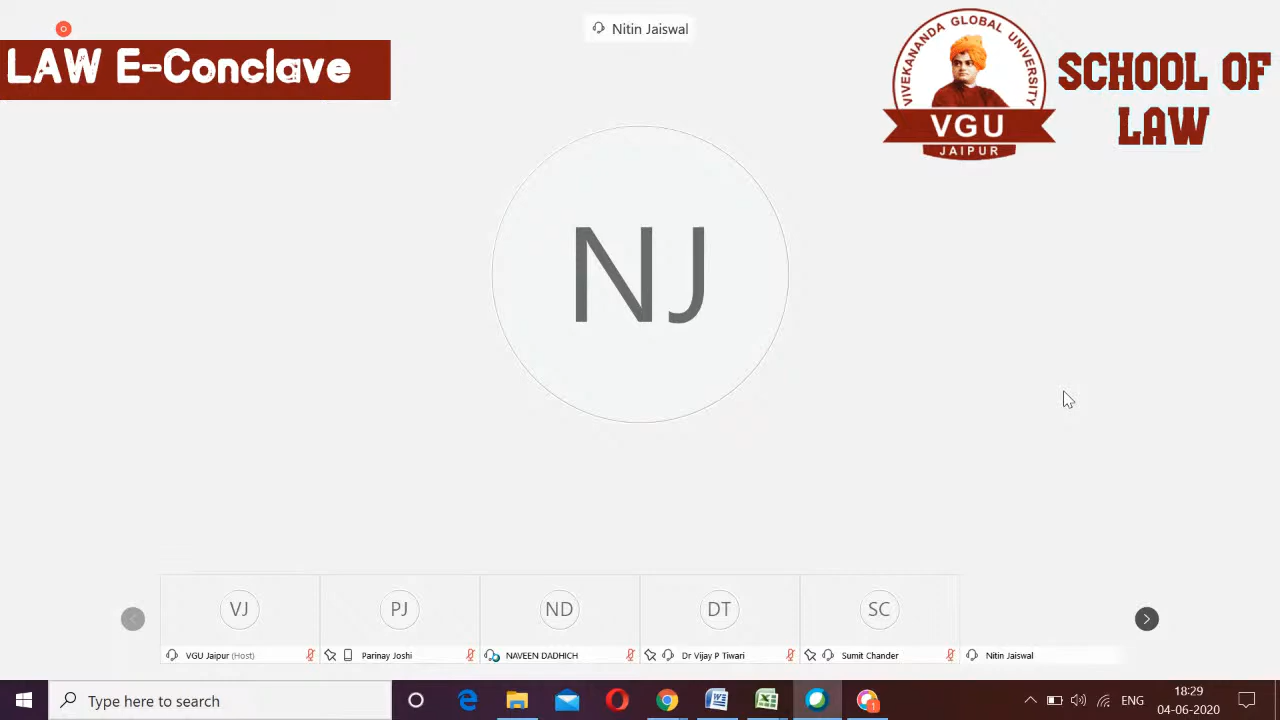 Nitin Jaiswal
LAW E-Conclave
VIVEKANANDA GLOBAL UNIVERSITY
VGU
JAIPUR
SCHOOL OF
LAW
NJ
VJ
PJ
ND
DT
SC
VGU Jaipur (Host)
Parinay Joshi
NAVEEN DADHICH
Dr Vijay P Tiwari
Sumit Chander
Nitin Jaiswal
Type here to search
1
ENG
18:29
04-06-2020